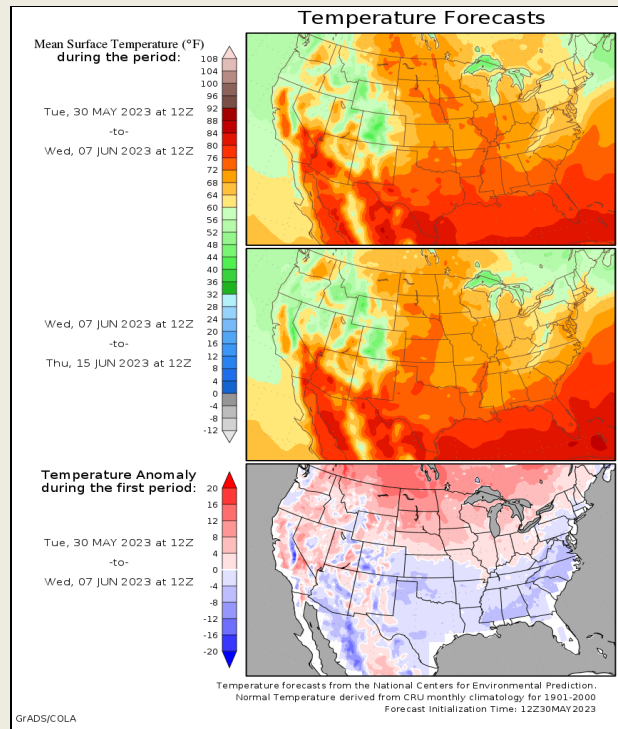 Temperature Forecasts
Mean Surface Temperature (°F)
during the period:
108
104
100
96
92
88
84
80
76
72
68
64
60
56
52
48
44
40
36
32
28
24
20
16
12
8
4
0
-4
-8
-12
Tue, 30 MAY 2023 at 12Z
-to-
Wed, 07 JUN 2023 at 12Z
Wed, 07 JUN 2023 at 12Z
-to-
Thu, 15 JUN 2023 at 12Z
Temperature Anomaly
during the first period:
20
16
12
8
4
0
-4
-8
-12
-16
-20
Tue, 30 MAY 2023 at 12Z
-to-
Wed, 07 JUN 2023 at 12Z
Temperature forecasts from the National Centers for Environmental Prediction.
Normal Temperature derived from CRU monthly climatology for 1901-2000
Forecast Initialization Time: 12Z30MAY2023
GrADS/COLA